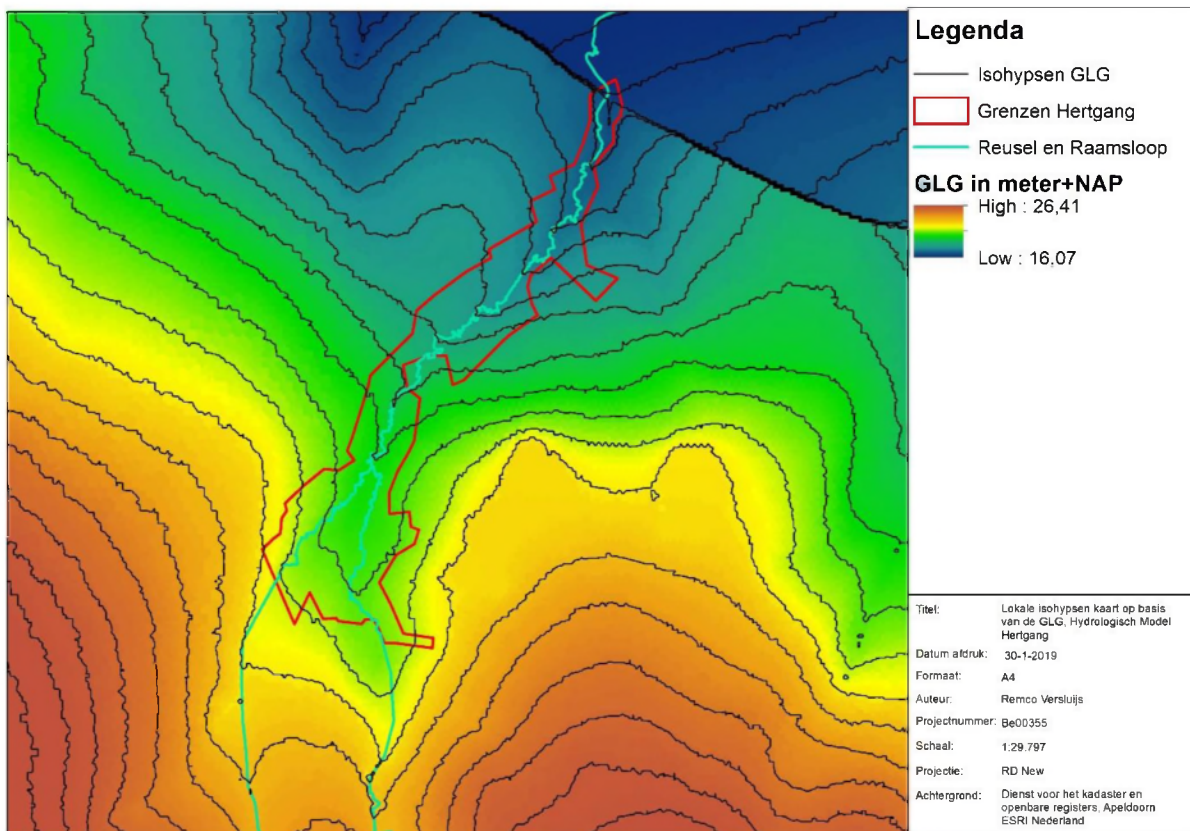 Legenda
Isohypsen GLG
Grenzen Hertgang
Reusel en Raamsloop
GLG in meter+NAP
High : 26,41
Low : 16,07
Titel: Lokale isohypsen kaart op basis
van de GLG, Hydrologisch Model
Hertgang
Datum afdruk: 30-1-2019
Formaat: A4
Auteur: Remco Versluijs
Projectnummer: Be00355
Schaal: 1:29.797
Projectie: RD New
Achtergrond: Dienst voor het kadaster en
openbare registers, Apeldoorn
ESRI Nederland